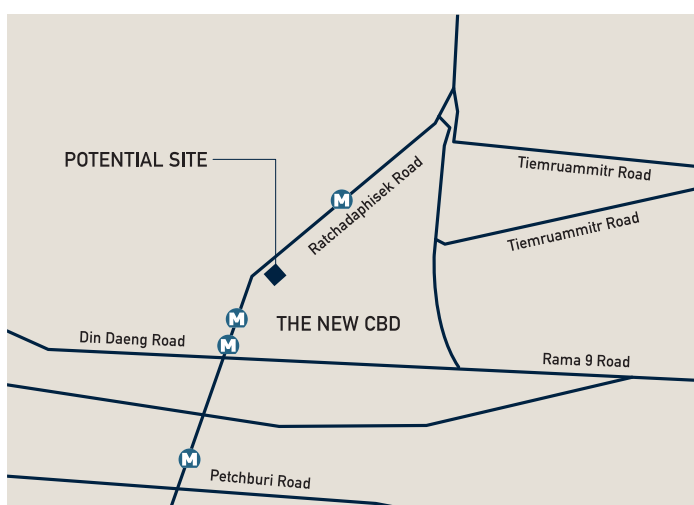 POTENTIAL SITE
Tiemruammitr Road
Ratchadaphisek Road
M
Tiemruammitr Road
M
THE NEW CBD
Din Daeng Road
M
Rama 9 Road
M
Petchburi Road